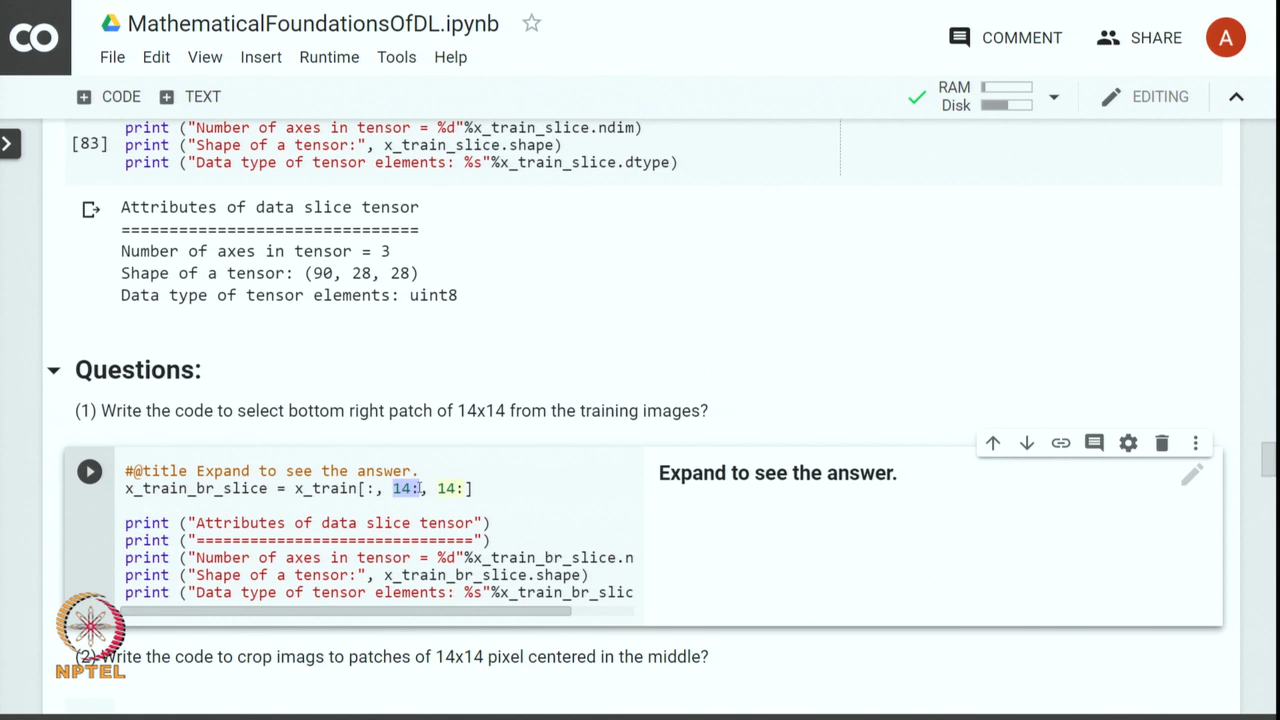 CO
MathematicalFoundationsOfDL.ipynb
File Edit View Insert Runtime Tools Help
COMMENT
SHARE
A
CODE
TEXT
RAM
Disk
EDITING
print ("Number of axes in tensor = %d"%x_train_slice.ndim)
[83] print ("Shape of a tensor:", x_train_slice.shape)
print ("Data type of tensor elements: %s"%x_train_slice.dtype)
Attributes of data slice tensor
===============================
Number of axes in tensor = 3
Shape of a tensor: (90, 28, 28)
Data type of tensor elements: uint8
Questions:
(1) Write the code to select bottom right patch of 14x14 from the training images?
#@title Expand to see the answer.
x_train_br_slice = x_train[:, 14:, 14:]
print ("Attributes of data slice tensor")
print ("===============================")
print ("Number of axes in tensor = %d"%x_train_br_slice.n
print ("Shape of a tensor:", x_train_br_slice.shape)
print ("Data type of tensor elements: %s"%x_train_br_slic
Expand to see the answer.
(2) Write the code to crop imags to patches of 14x14 pixel centered in the middle?
NPTEL